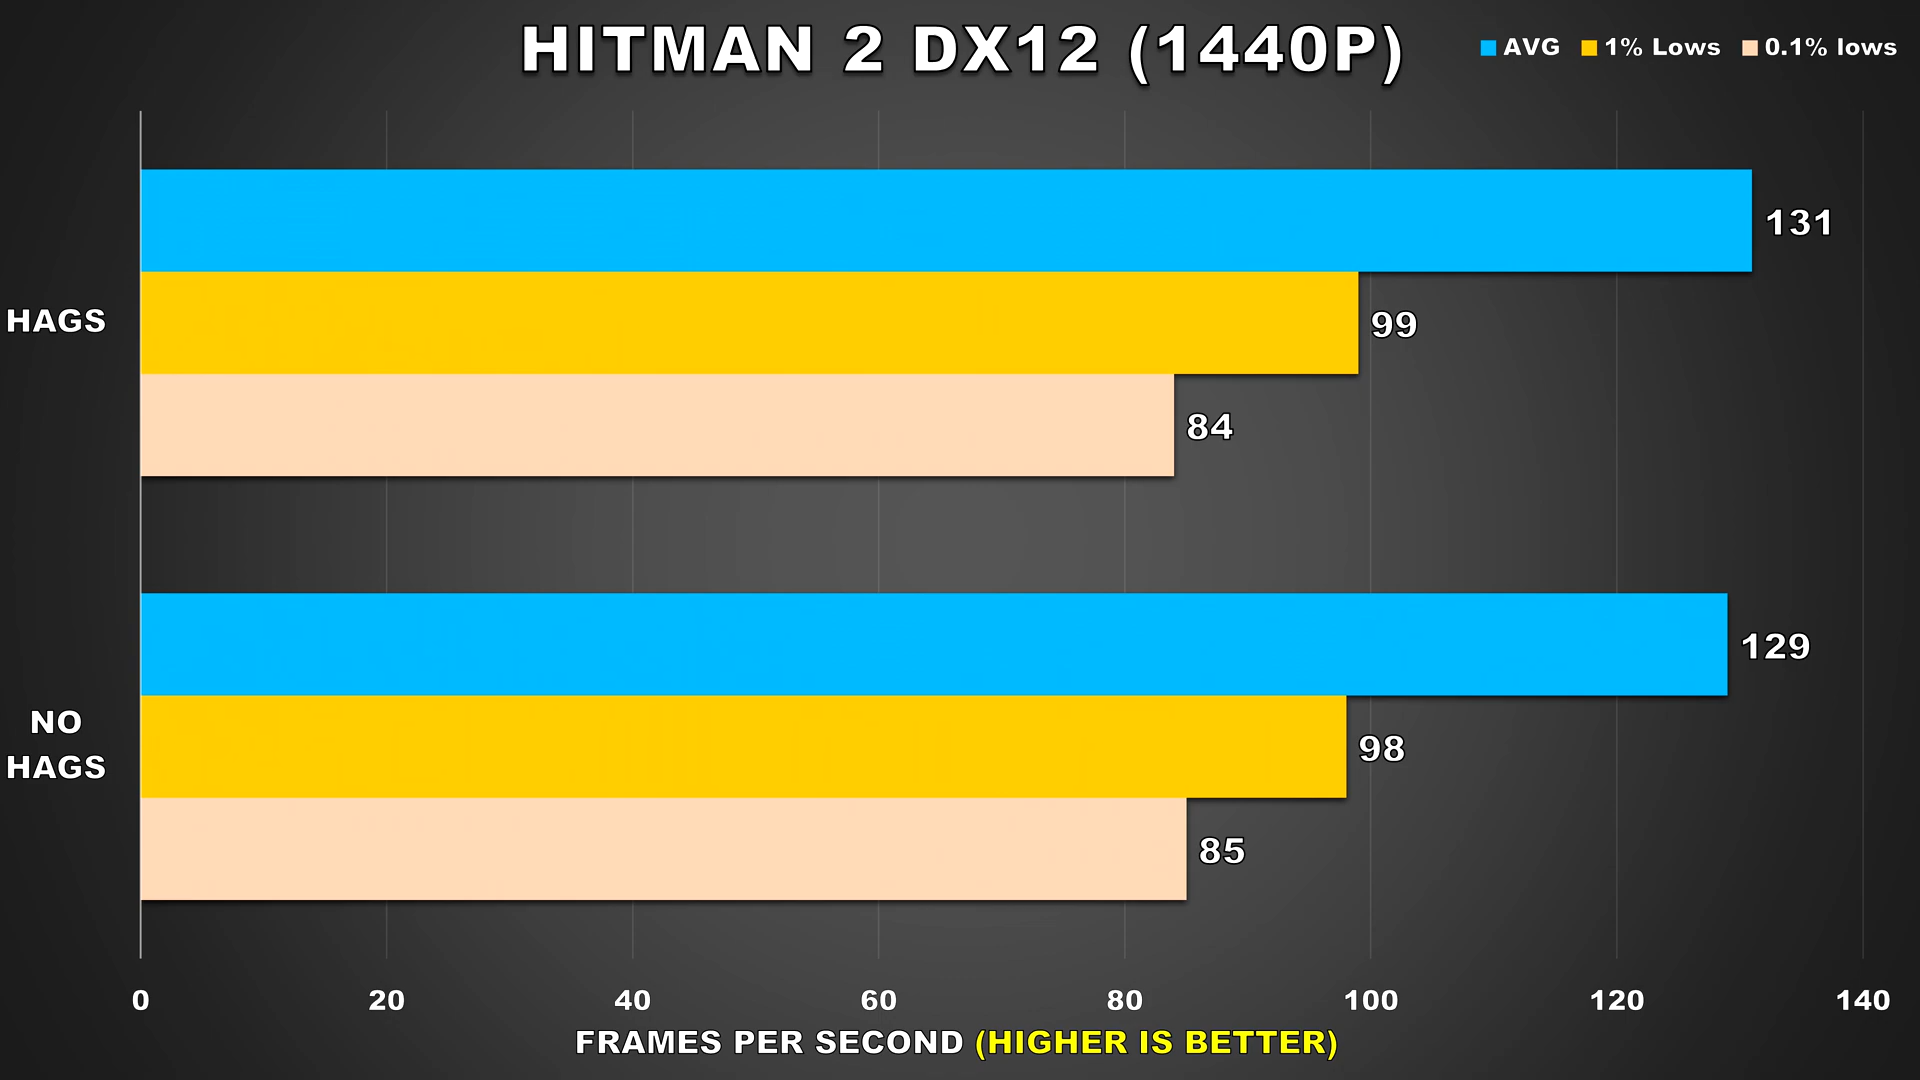 HITMAN 2 DX12 (1440P)
AVG 1% Lows 0.1% lows
131
HAGS
99
84
129
NO
HAGS
98
85
0 20 40 60 80 100 120 140
FRAMES PER SECOND (HIGHER IS BETTER)